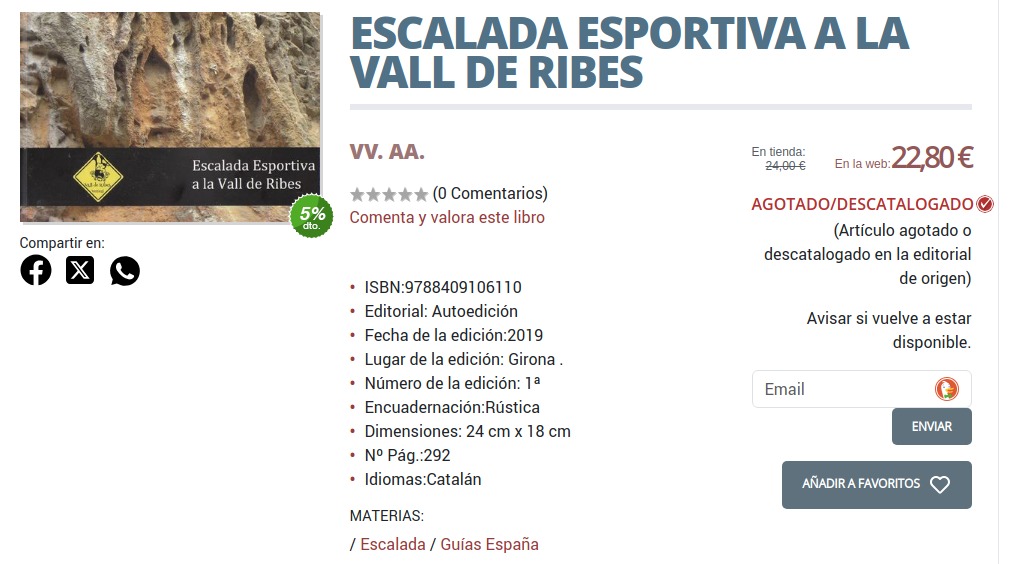 ESCALADA ESPORTIVA A LA
VALL DE RIBES
Escalada Esportiva
a la Vall de Ribes
Vall de Ribes
5%
dto.
Compartir en:
VV. AA.
(0 Comentarios)
Comenta y valora este libro
• ISBN:9788409106110
• Editorial: Autoedición
• Fecha de la edición:2019
• Lugar de la edición: Girona .
• Número de la edición: 1ª
• Encuadernación:Rústica
• Dimensiones: 24 cm x 18 cm
• Nº Pág.:292
• Idiomas:Catalán
MATERIAS:
/ Escalada / Guías España
En tienda:
24,00 €
En la web:22,80 €
AGOTADO/DESCATALOGADO
(Artículo agotado o
descatalogado en la editorial
de origen)
Avisar si vuelve a estar
disponible.
Email
ENVIAR
AÑADIR A FAVORITOS